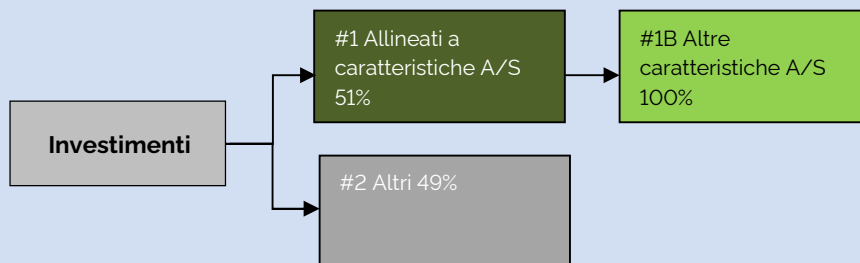 #1 Allineati a
caratteristiche A/S
51%
#1B Altre
caratteristiche A/S
100%
Investimenti
#2 Altri 49%